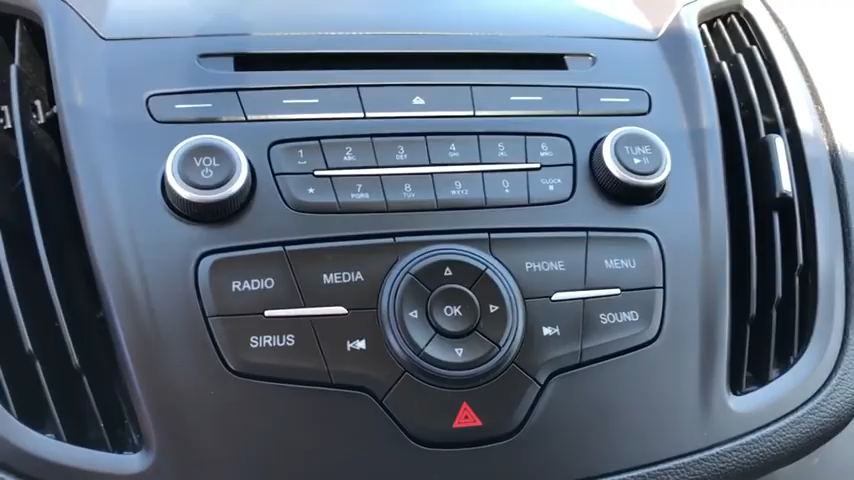 VOL
1
2 ABC
3 DEF
4 GHI
5 JKL
6 MNO
TUNE
*
7 PQRS
8 TUV
9 WXYZ
0 +
CLOCK #
RADIO
MEDIA
PHONE
MENU
OK
SIRIUS
SOUND